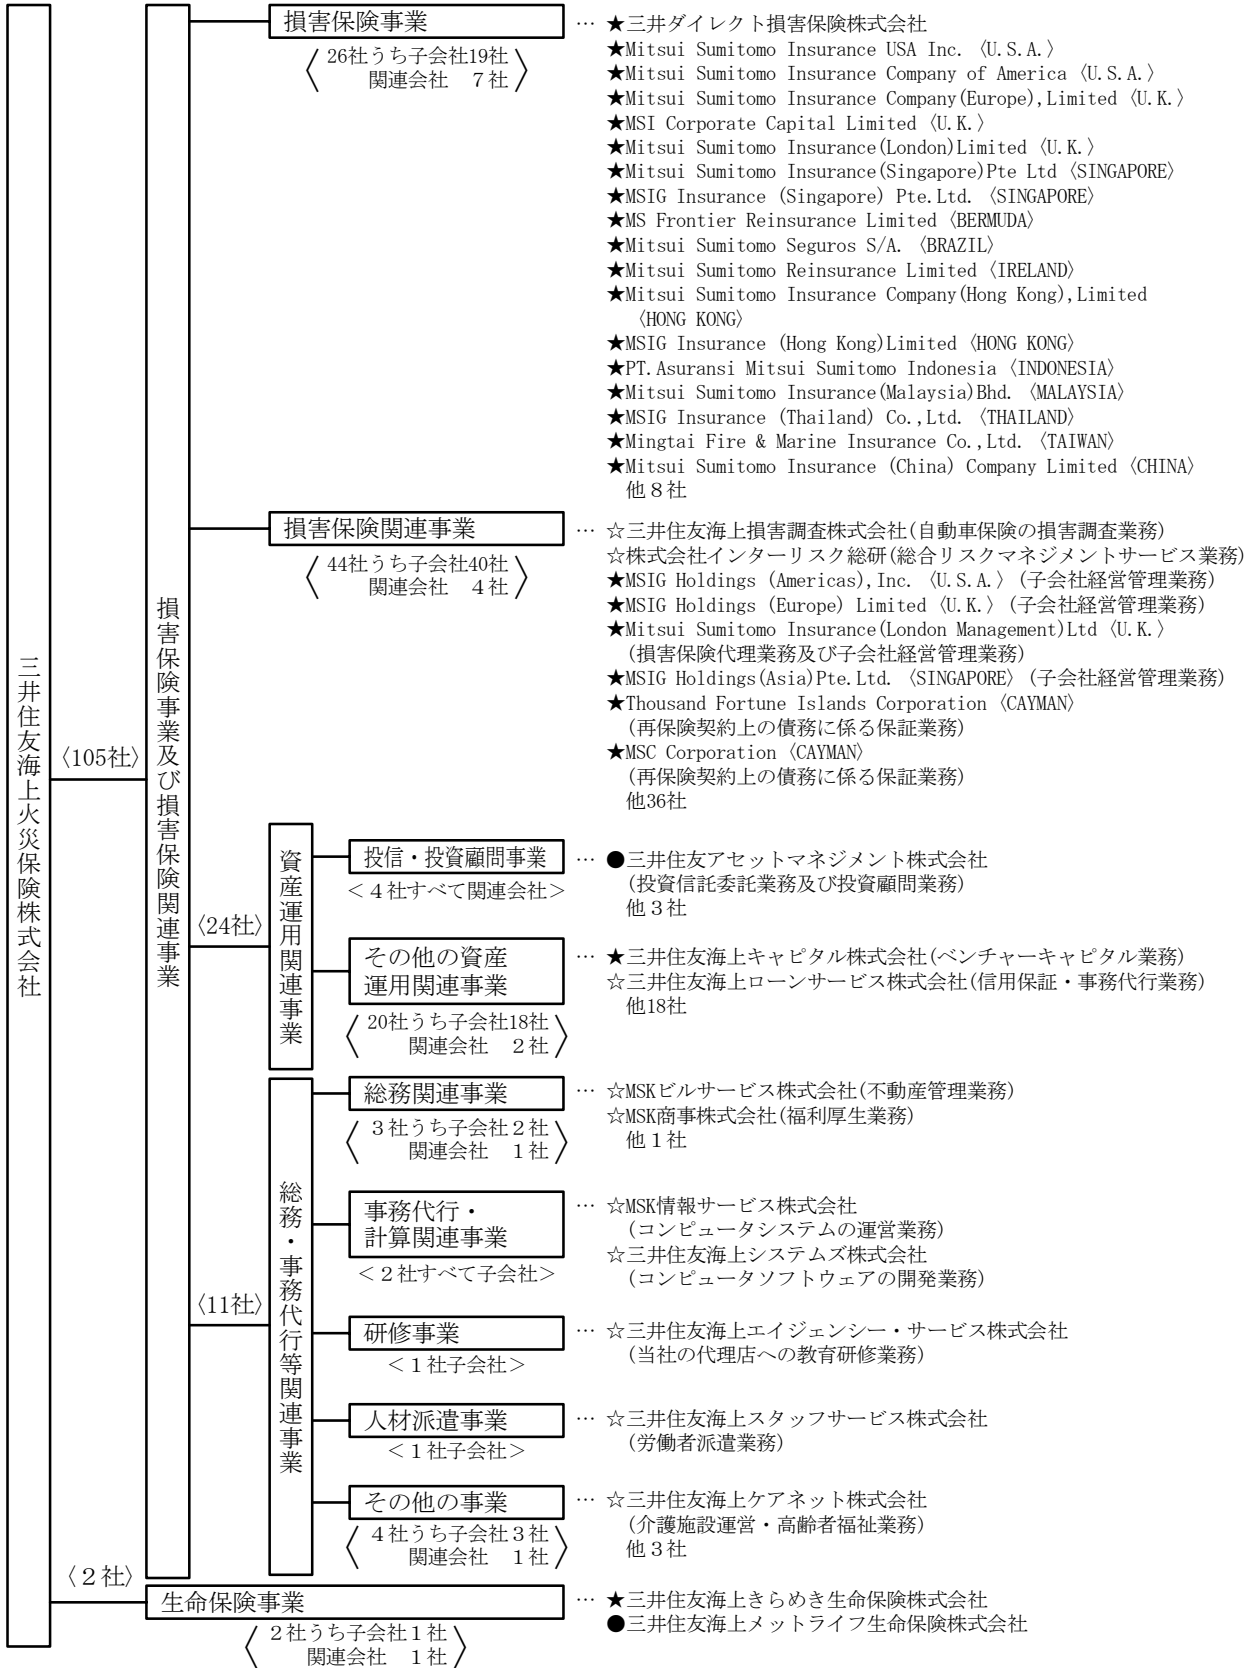 三井住友海上火災保険株式会社
〈105社〉
損害保険事業及び損害保険関連事業
損害保険事業
26社うち子会社19社
関連会社 7社
… ★三井ダイレクト損害保険株式会社
★Mitsui Sumitomo Insurance USA Inc.〈U.S.A.〉
★Mitsui Sumitomo Insurance Company of America〈U.S.A.〉
★Mitsui Sumitomo Insurance Company(Europe),Limited〈U.K.〉
★MSI Corporate Capital Limited〈U.K.〉
★Mitsui Sumitomo Insurance(London)Limited〈U.K.〉
★Mitsui Sumitomo Insurance(Singapore)Pte Ltd〈SINGAPORE〉
★MSIG Insurance (Singapore) Pte.Ltd.〈SINGAPORE〉
★MS Frontier Reinsurance Limited〈BERMUDA〉
★Mitsui Sumitomo Seguros S/A.〈BRAZIL〉
★Mitsui Sumitomo Reinsurance Limited〈IRELAND〉
★Mitsui Sumitomo Insurance Company(Hong Kong),Limited
〈HONG KONG〉
★MSIG Insurance (Hong Kong)Limited〈HONG KONG〉
★PT.Asuransi Mitsui Sumitomo Indonesia〈INDONESIA〉
★Mitsui Sumitomo Insurance(Malaysia)Bhd.〈MALAYSIA〉
★MSIG Insurance (Thailand) Co.,Ltd.〈THAILAND〉
★Mingtai Fire & Marine Insurance Co.,Ltd.〈TAIWAN〉
★Mitsui Sumitomo Insurance (China) Company Limited〈CHINA〉
他8社
損害保険関連事業
44社うち子会社40社
関連会社 4社
… ☆三井住友海上損害調査株式会社(自動車保険の損害調査業務)
☆株式会社インターリスク総研(総合リスクマネジメントサービス業務)
★MSIG Holdings (Americas),Inc.〈U.S.A.〉(子会社経営管理業務)
★MSIG Holdings (Europe) Limited〈U.K.〉(子会社経営管理業務)
★Mitsui Sumitomo Insurance(London Management)Ltd〈U.K.〉
(損害保険代理業務及び子会社経営管理業務)
★MSIG Holdings(Asia)Pte.Ltd.〈SINGAPORE〉(子会社経営管理業務)
★Thousand Fortune Islands Corporation〈CAYMAN〉
(再保険契約上の債務に係る保証業務)
★MSC Corporation〈CAYMAN〉
(再保険契約上の債務に係る保証業務)
他36社
〈24社〉
資産運用関連事業
投信・投資顧問事業
<4社すべて関連会社>
… ●三井住友アセットマネジメント株式会社
(投資信託委託業務及び投資顧問業務)
他3社
その他の資産
運用関連事業
20社うち子会社18社
関連会社 2社
… ★三井住友海上キャピタル株式会社(ベンチャーキャピタル業務)
☆三井住友海上ローンサービス株式会社(信用保証・事務代行業務)
他18社
〈11社〉
総務・事務代行等関連事業
総務関連事業
3社うち子会社2社
関連会社 1社
… ☆MSKビルサービス株式会社(不動産管理業務)
☆MSK商事株式会社(福利厚生業務)
他1社
事務代行・
計算関連事業
<2社すべて子会社>
… ☆MSK情報サービス株式会社
(コンピュータシステムの運営業務)
☆三井住友海上システムズ株式会社
(コンピュータソフトウェアの開発業務)
研修事業
<1社子会社>
… ☆三井住友海上エイジェンシー・サービス株式会社
(当社の代理店への教育研修業務)
人材派遣事業
<1社子会社>
… ☆三井住友海上スタッフサービス株式会社
(労働者派遣業務)
その他の事業
4社うち子会社3社
関連会社 1社
… ☆三井住友海上ケアネット株式会社
(介護施設運営・高齢者福祉業務)
他3社
〈2社〉
生命保険事業
2社うち子会社1社
関連会社 1社
… ★三井住友海上きらめき生命保険株式会社
●三井住友海上メットライフ生命保険株式会社